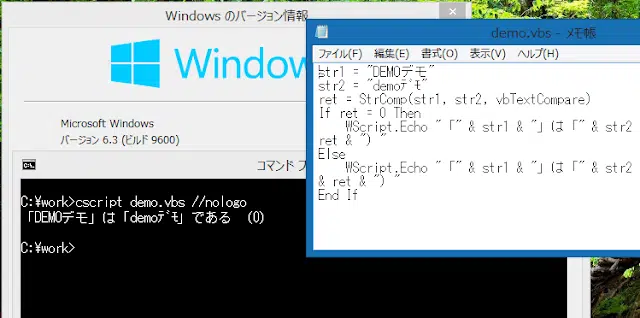 Windows のバージョン情報
Window
Microsoft Windows
バージョン 6.3 (ビルド 9600)
コマンド プ
C:¥work>cscript demo.vbs //nologo
「DEMOデモ」は「demoﾃﾞﾓ」である　(0)
C:¥work>
demo.vbs - メモ帳
ファイル(F) 編集(E) 書式(O) 表示(V) ヘルプ(H)
str1 = "DEMOデモ"
str2 = "demoﾃﾞﾓ"
ret = StrComp(str1, str2, vbTextCompare)
If ret = 0 Then
WScript.Echo "「" & str1 & "」は「" & str2
ret & ") "
Else
WScript.Echo "「" & str1 & "」は「" & str2
& ret & ") "
End If